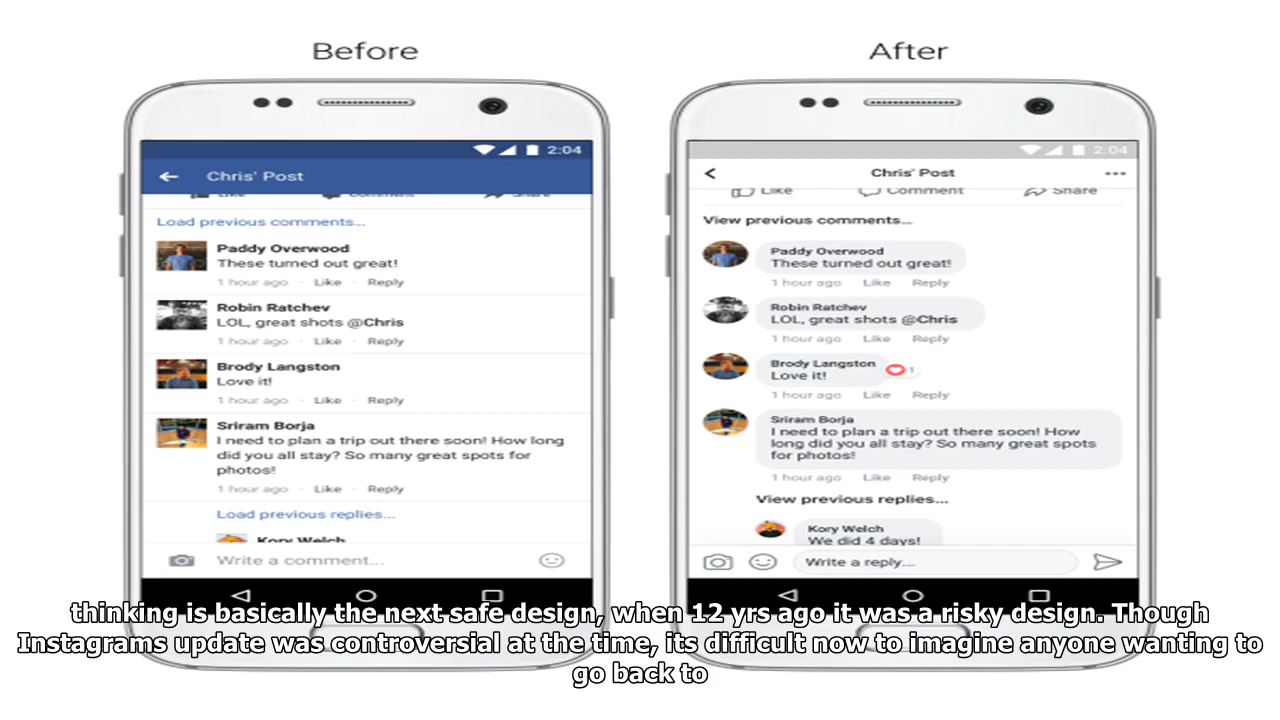 Before
2:04
Chris' Post
Like Comment Share
Load previous comments...
Paddy Overwood
These turned out great!
1 hour ago · Like · Reply
Robin Ratchev
LOL, great shots @Chris
1 hour ago · Like · Reply
Brody Langston
Love it!
1 hour ago · Like · Reply
Sriram Borja
I need to plan a trip out there soon! How long
did you all stay? So many great spots for
photos!
1 hour ago · Like · Reply
Load previous replies...
Kory Welch
Write a comment...
After
2:04
Chris' Post
Like Comment Share
View previous comments...
Paddy Overwood
These turned out great!
1 hour ago Like Reply
Robin Ratchev
LOL, great shots @Chris
1 hour ago Like Reply
Brody Langston
Love it!
1
1 hour ago Like Reply
Sriram Borja
I need to plan a trip out there soon! How
long did you all stay? So many great spots
for photos!
1 hour ago Like Reply
View previous replies...
Kory Welch
We did 4 days!
Write a reply...
thinking is basically the next safe design, when 12 yrs ago it was a risky design. Though
Instagrams update was controversial at the time, its difficult now to imagine anyone wanting to
go back to